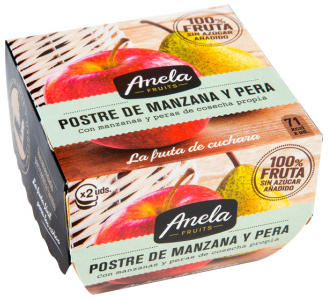 100%
FRUTA
SIN AZÚCAR
AÑADIDO
Anela
FRUITS
POSTRE DE MANZANA Y PERA
Con manzanas y peras de cosecha propia
71
La fruta de cuchara
x2 uds.
100%
FRUTA
SIN AZÚCAR
AÑADIDO
Anela
FRUITS
POSTRE DE MANZANA Y PERA
Con manzanas y peras de cosecha propia